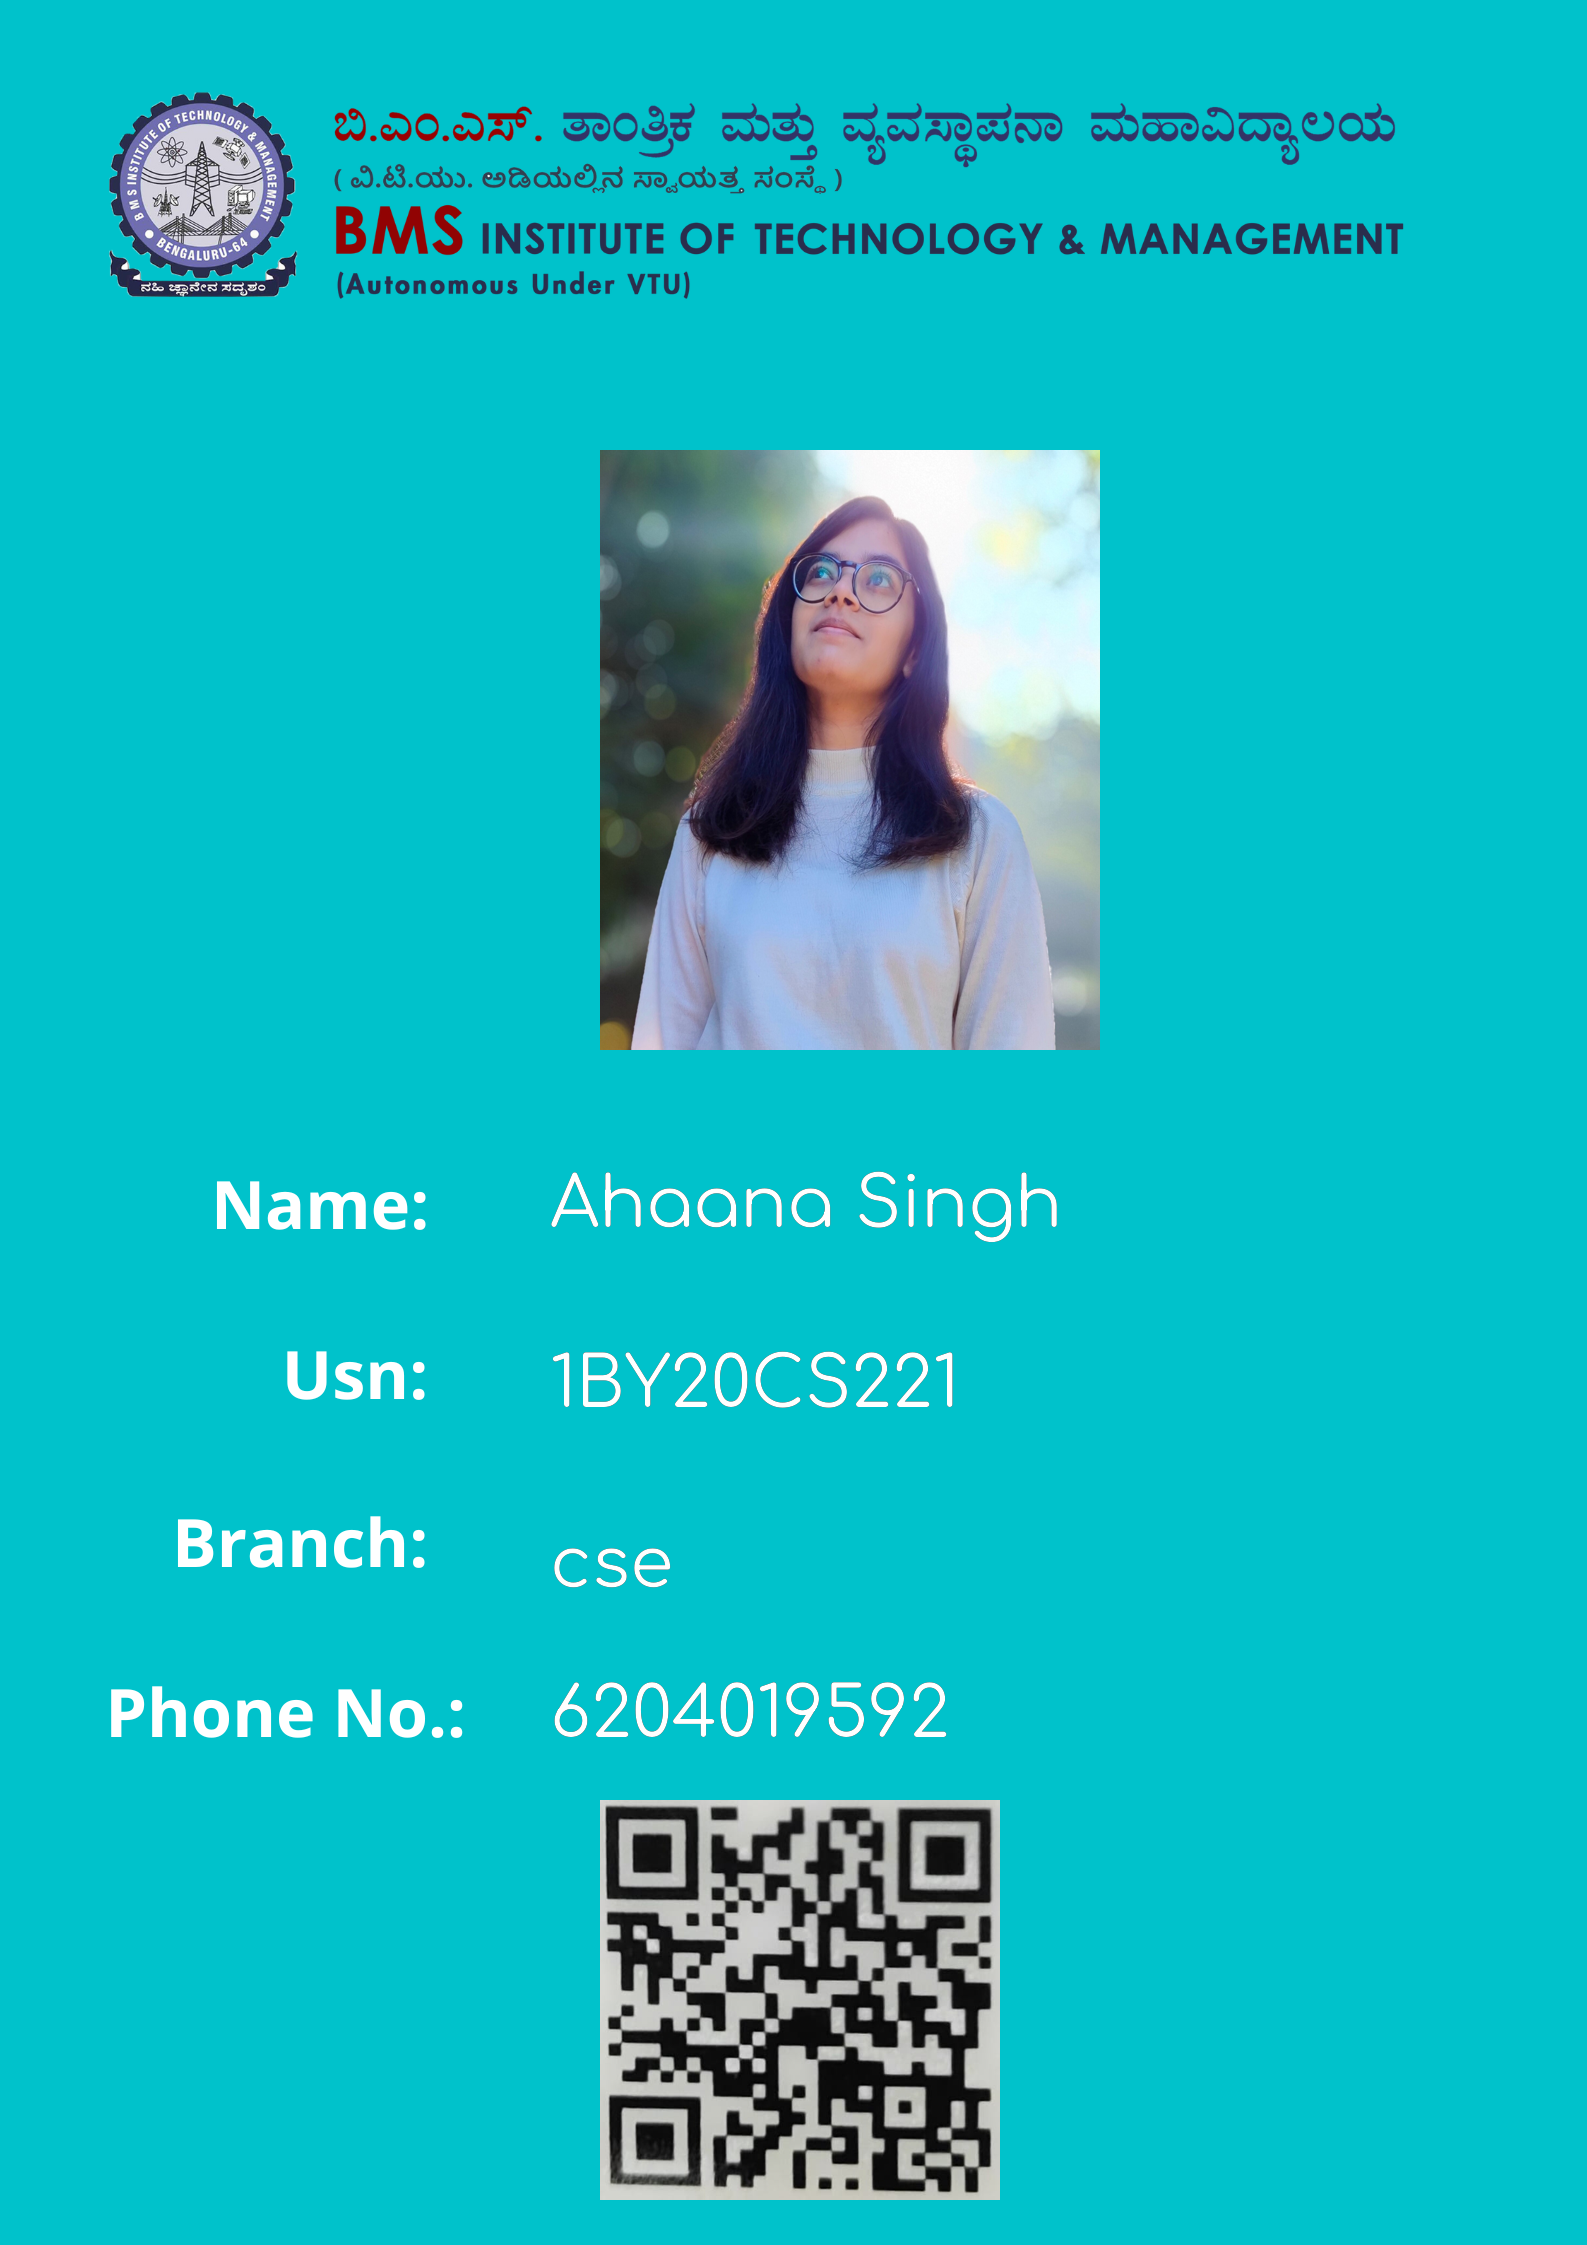 B M S INSTITUTE OF TECHNOLOGY & MANAGEMENT
BENGALURU-64
ನಹಿ ಜ್ಞಾನೇನ ಸದೃಶಂ
ಬಿ.ಎಂ.ಎಸ್. ತಾಂತ್ರಿಕ ಮತ್ತು ವ್ಯವಸ್ಥಾಪನಾ ಮಹಾವಿದ್ಯಾಲಯ
( ವಿ.ಟಿ.ಯು. ಅಡಿಯಲ್ಲಿನ ಸ್ವಾಯತ್ತ ಸಂಸ್ಥೆ )
BMS INSTITUTE OF TECHNOLOGY & MANAGEMENT
(Autonomous Under VTU)
Name: Ahaana Singh
Usn: 1BY20CS221
Branch: cse
Phone No.: 6204019592